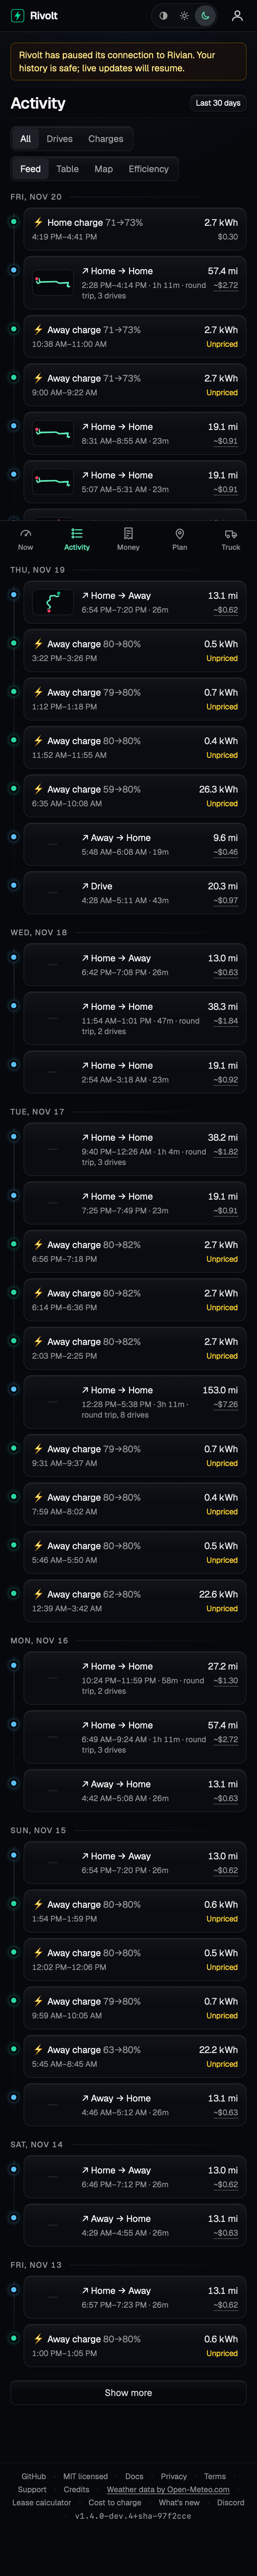 Rivolt
Rivolt has paused its connection to Rivian. Your
history is safe; live updates will resume.
Activity
Last 30 days
All Drives Charges
Feed Table Map Efficiency
FRI, NOV 20
⚡ Home charge 71→73% 2.7 kWh
4:19 PM–4:41 PM $0.30
↗ Home → Home 57.4 mi
2:28 PM–4:14 PM · 1h 11m · round ~$2.72
trip, 3 drives
⚡ Away charge 71→73% 2.7 kWh
10:38 AM–11:00 AM Unpriced
⚡ Away charge 71→73% 2.7 kWh
9:00 AM–9:22 AM Unpriced
↗ Home → Home 19.1 mi
8:31 AM–8:55 AM · 23m ~$0.91
↗ Home → Home 19.1 mi
5:07 AM–5:31 AM · 23m ~$0.91
Now Activity Money Plan Truck
THU, NOV 19
↗ Home → Away 13.1 mi
6:54 PM–7:20 PM · 26m ~$0.62
⚡ Away charge 80→80% 0.5 kWh
3:22 PM–3:26 PM Unpriced
⚡ Away charge 79→80% 0.7 kWh
1:12 PM–1:18 PM Unpriced
⚡ Away charge 80→80% 0.4 kWh
11:52 AM–11:55 AM Unpriced
⚡ Away charge 59→80% 26.3 kWh
6:35 AM–10:08 AM Unpriced
↗ Away → Home 9.6 mi
5:48 AM–6:08 AM · 19m ~$0.46
↗ Drive 20.3 mi
4:28 AM–5:11 AM · 43m ~$0.97
WED, NOV 18
↗ Home → Away 13.0 mi
6:42 PM–7:08 PM · 26m ~$0.63
↗ Home → Home 38.3 mi
11:54 AM–1:01 PM · 47m · round ~$1.84
trip, 2 drives
↗ Home → Home 19.1 mi
2:54 AM–3:18 AM · 23m ~$0.92
TUE, NOV 17
↗ Home → Home 38.2 mi
9:40 PM–12:26 AM · 1h 4m · round ~$1.82
trip, 3 drives
↗ Home → Home 19.1 mi
7:25 PM–7:49 PM · 23m ~$0.91
⚡ Away charge 80→82% 2.7 kWh
6:56 PM–7:18 PM Unpriced
⚡ Away charge 80→82% 2.7 kWh
6:14 PM–6:36 PM Unpriced
⚡ Away charge 80→82% 2.7 kWh
2:03 PM–2:25 PM Unpriced
↗ Home → Home 153.0 mi
12:28 PM–5:38 PM · 3h 11m · ~$7.26
round trip, 8 drives
⚡ Away charge 79→80% 0.7 kWh
9:31 AM–9:37 AM Unpriced
⚡ Away charge 80→80% 0.4 kWh
7:59 AM–8:02 AM Unpriced
⚡ Away charge 80→80% 0.5 kWh
5:46 AM–5:50 AM Unpriced
⚡ Away charge 62→80% 22.6 kWh
12:39 AM–3:42 AM Unpriced
MON, NOV 16
↗ Home → Home 27.2 mi
10:24 PM–11:59 PM · 58m · round ~$1.30
trip, 2 drives
↗ Home → Home 57.4 mi
6:49 AM–9:24 AM · 1h 11m · round ~$2.72
trip, 3 drives
↗ Away → Home 13.1 mi
4:42 AM–5:08 AM · 26m ~$0.63
SUN, NOV 15
↗ Home → Away 13.0 mi
6:54 PM–7:20 PM · 26m ~$0.62
⚡ Away charge 80→80% 0.6 kWh
1:54 PM–1:59 PM Unpriced
⚡ Away charge 80→80% 0.5 kWh
12:02 PM–12:06 PM Unpriced
⚡ Away charge 79→80% 0.7 kWh
9:59 AM–10:05 AM Unpriced
⚡ Away charge 63→80% 22.2 kWh
5:45 AM–8:45 AM Unpriced
↗ Away → Home 13.1 mi
4:46 AM–5:12 AM · 26m ~$0.63
SAT, NOV 14
↗ Home → Away 13.0 mi
6:46 PM–7:12 PM · 26m ~$0.62
↗ Away → Home 13.1 mi
4:29 AM–4:55 AM · 26m ~$0.63
FRI, NOV 13
↗ Home → Away 13.1 mi
6:57 PM–7:23 PM · 26m ~$0.62
⚡ Away charge 80→80% 0.6 kWh
1:00 PM–1:05 PM Unpriced
Show more
GitHub · MIT licensed · Docs · Privacy · Terms ·
Support · Credits · Weather data by Open-Meteo.com ·
Lease calculator · Cost to charge · What's new · Discord
· v1.4.0-dev.4+sha-97f2cce